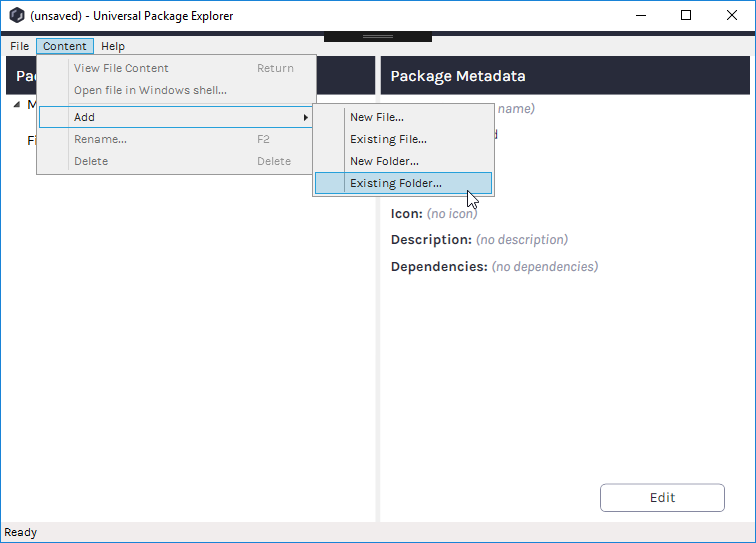 (unsaved) - Universal Package Explorer
File Content Help
Package Metadata
View File Content Return
Open file in Windows shell...
Add
Rename... F2
Delete Delete
New File...
Existing File...
New Folder...
Existing Folder...
name)
Icon: (no icon)
Description: (no description)
Dependencies: (no dependencies)
Edit
Ready